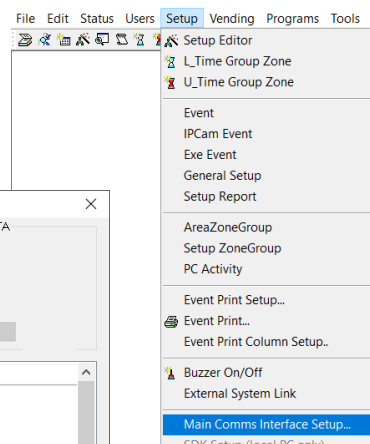 File Edit Status Users Setup Vending Programs Tools
Setup Editor
L_Time Group Zone
U_Time Group Zone
Event
IPCam Event
Exe Event
General Setup
Setup Report
TA
AreaZoneGroup
Setup ZoneGroup
PC Activity
Event Print Setup...
Event Print...
Event Print Column Setup..
Buzzer On/Off
External System Link
Main Comms Interface Setup...
SDK Setup (local PC only)